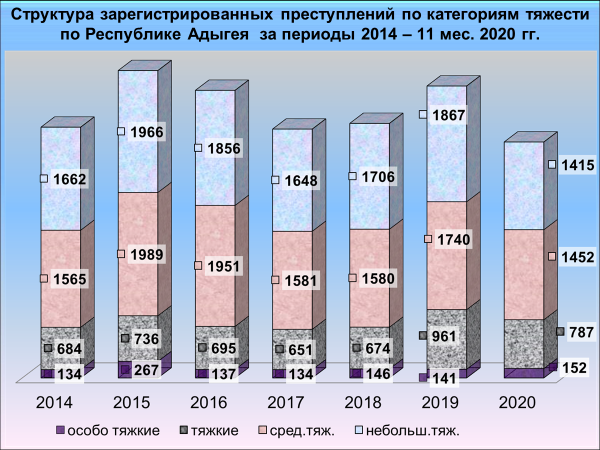 Структура зарегистрированных преступлений по категориям тяжести
по Республике Адыгея за периоды 2014 – 11 мес. 2020 гг.
1662 1966 1856 1648 1706 1867 1415
1565 1989 1951 1581 1580 1740 1452
684 736 695 651 674 961 787
134 267 137 134 146 141 152
2014 2015 2016 2017 2018 2019 2020
особо тяжкие тяжкие сред.тяж. небольш.тяж.